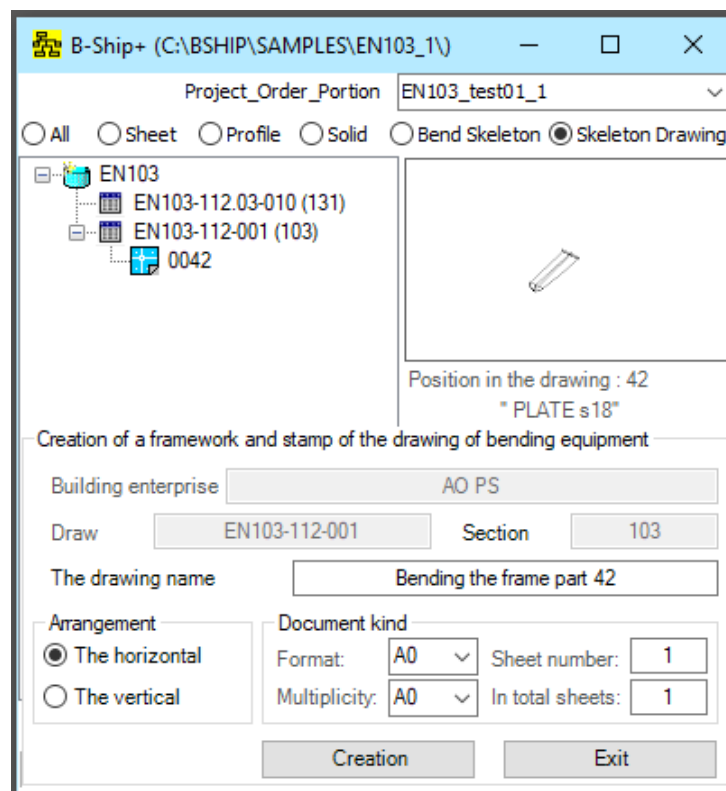 B-Ship+ (C:\BSHIP\SAMPLES\EN103_1\)
Project_Order_Portion EN103_test01_1
All Sheet Profile Solid Bend Skeleton Skeleton Drawing
EN103
EN103-112.03-010 (131)
EN103-112-001 (103)
0042
Position in the drawing : 42
" PLATE s18"
Creation of a framework and stamp of the drawing of bending equipment
Building enterprise AO PS
Draw EN103-112-001 Section 103
The drawing name Bending the frame part 42
Arrangement Document kind
The horizontal Format: A0 Sheet number: 1
The vertical Multiplicity: A0 In total sheets: 1
Creation Exit